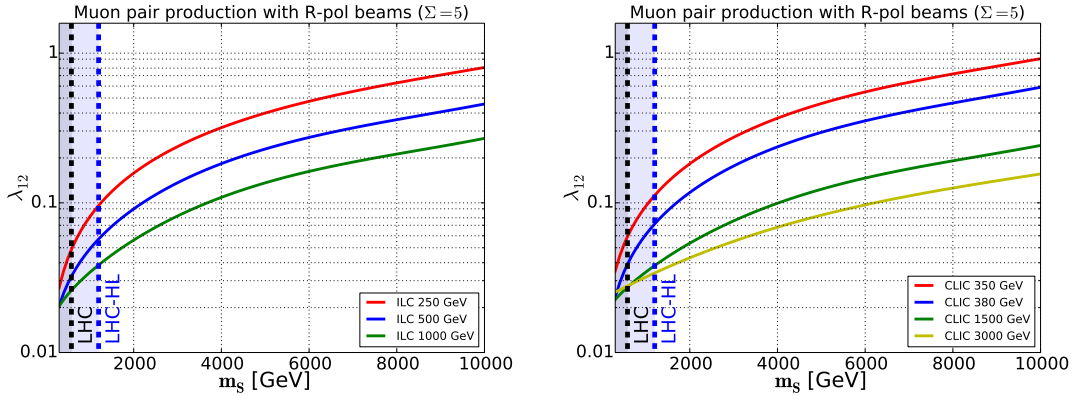 Muon pair production with R-pol beams (Σ=5)
1
0.1
0.01
λ12
LHC
LHC-HL
ILC 250 GeV
ILC 500 GeV
ILC 1000 GeV
2000 4000 6000 8000 10000
mS [GeV]
Muon pair production with R-pol beams (Σ=5)
1
0.1
0.01
λ12
LHC
LHC-HL
CLIC 350 GeV
CLIC 380 GeV
CLIC 1500 GeV
CLIC 3000 GeV
2000 4000 6000 8000 10000
mS [GeV]